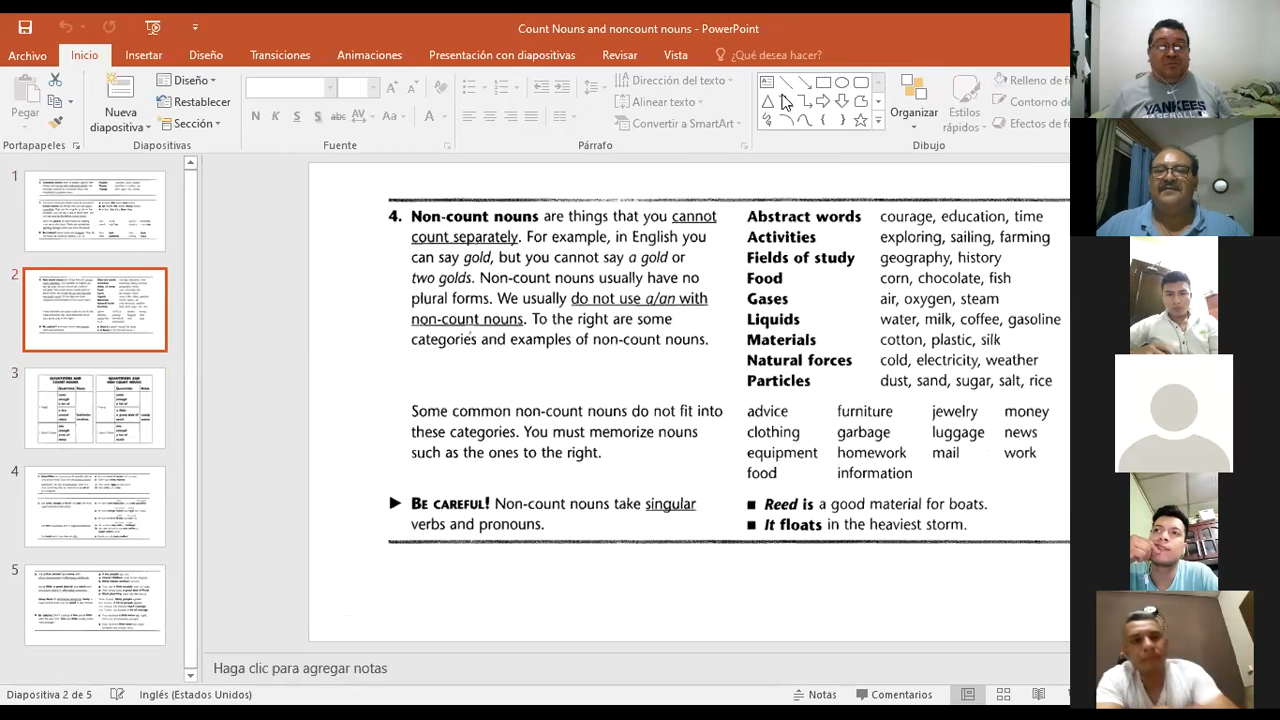 Count Nouns and noncount nouns - PowerPoint
Archivo Inicio Insertar Diseño Transiciones Animaciones Presentación con diapositivas Revisar Vista ¿Qué desea hacer?
Pegar
Nueva diapositiva
Diseño
Restablecer
Sección
N K S S abc AV Aa A
Dirección del texto
Alinear texto
Convertir a SmartArt
Organizar
Estilos rápidos
Relleno de
Contorno d
Efectos de f
Portapapeles Diapositivas Fuente Párrafo Dibujo
1
2
3
4
5
4. Non-count nouns are things that you cannot
count separately. For example, in English you
can say gold, but you cannot say a gold or
two golds. Non-count nouns usually have no
plural forms. We usually do not use a/an with
non-count nouns. To the right are some
categories and examples of non-count nouns.
Abstract words courage, education, time
Activities exploring, sailing, farming
Fields of study geography, history
Foods corn, chocolate, fish
Gases air, oxygen, steam
Liquids water, milk, coffee, gasoline
Materials cotton, plastic, silk
Natural forces cold, electricity, weather
Particles dust, sand, sugar, salt, rice
Some common non-count nouns do not fit into
these categories. You must memorize nouns
such as the ones to the right.
advice furniture jewelry money
clothing garbage luggage news
equipment homework mail work
food information
► BE CAREFUL! Non-count nouns take singular
verbs and pronouns.
■ Reed is a good material for boats.
■ It floats in the heaviest storm.
Haga clic para agregar notas
Diapositiva 2 de 5 Inglés (Estados Unidos) Notas Comentarios
YANKEES
BASEBALL